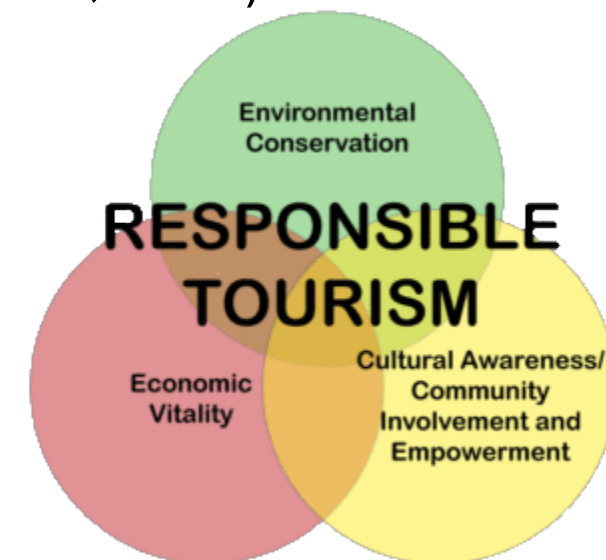 Environmental
Conservation
RESPONSIBLE
TOURISM
Economic
Vitality
Cultural Awareness/
Community
Involvement and
Empowerment